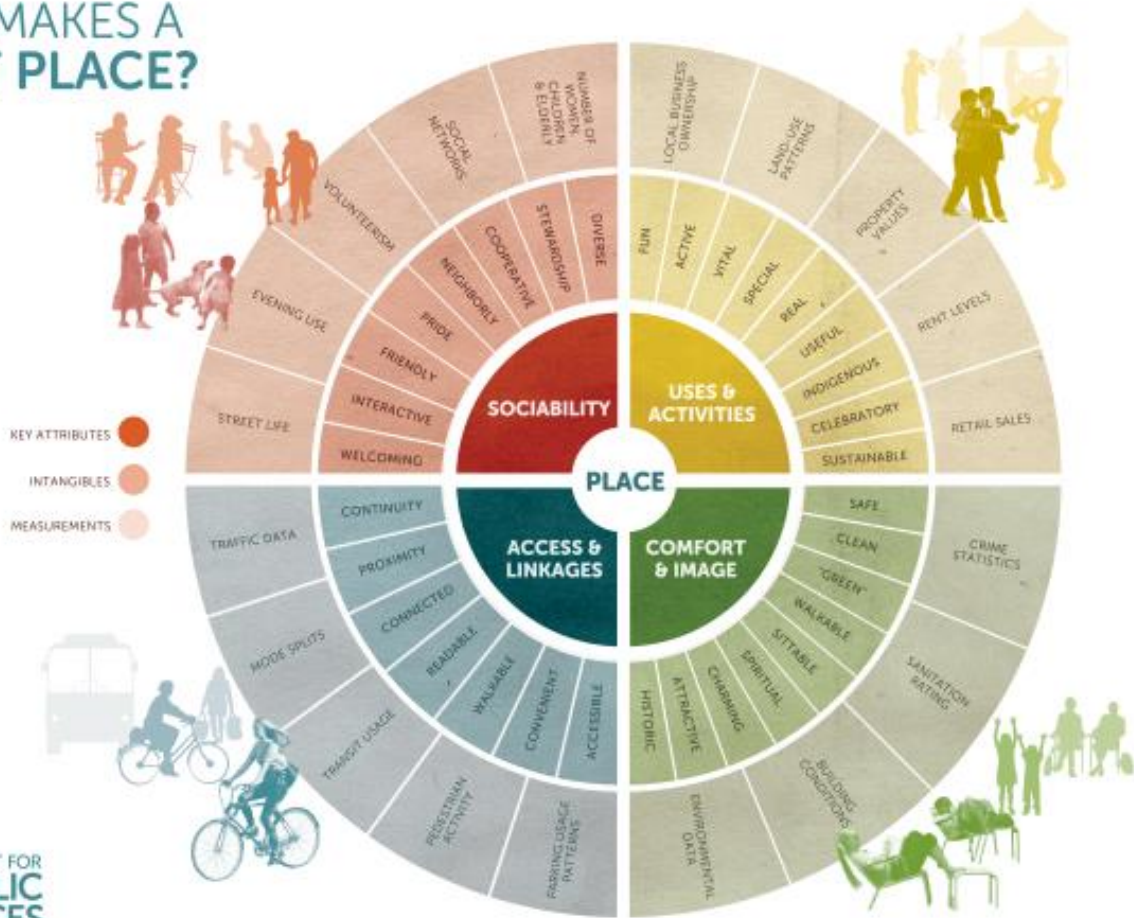 MAKES A
PLACE?
KEY ATTRIBUTES
INTANGIBLES
MEASUREMENTS
PLACE
SOCIABILITY
WELCOMING
INTERACTIVE
FRIENDLY
PRIDE
NEIGHBORLY
COOPERATIVE
STEWARDSHIP
DIVERSE
STREET LIFE
EVENING USE
VOLUNTEERISM
SOCIAL
NETWORKS
NUMBER OF
WOMEN,
CHILDREN
& ELDERLY
USES &
ACTIVITIES
FUN
ACTIVE
VITAL
SPECIAL
REAL
USEFUL
INDIGENOUS
CELEBRATORY
SUSTAINABLE
LOCAL BUSINESS
OWNERSHIP
LAND-USE
PATTERNS
PROPERTY
VALUES
RENT LEVELS
RETAIL SALES
COMFORT
& IMAGE
SAFE
CLEAN
"GREEN"
WALKABLE
SITTABLE
SPIRITUAL
CHARMING
ATTRACTIVE
HISTORIC
CRIME
STATISTICS
SANITATION
RATING
BUILDING
CONDITIONS
ENVIRONMENTAL
DATA
ACCESS &
LINKAGES
CONTINUITY
PROXIMITY
CONNECTED
READABLE
WALKABLE
CONVENIENT
ACCESSIBLE
TRAFFIC DATA
MODE SPLITS
TRANSIT USAGE
PEDESTRIAN
ACTIVITY
PARKING USAGE
PATTERNS
FOR
LIC
CES